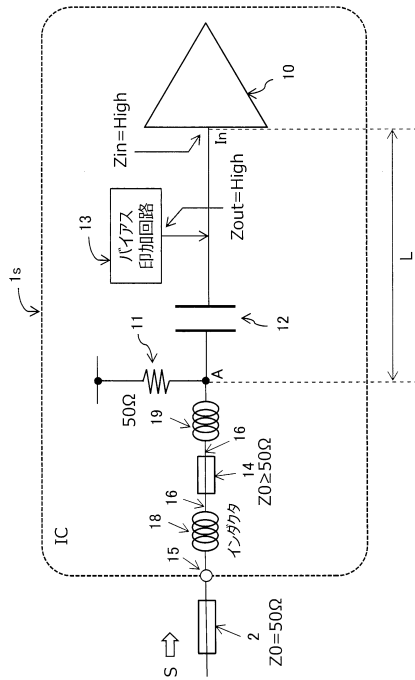 1s
IC
S
2
Z0=50Ω
15
18
インダクタ
16
14
Z0≥50Ω
16
19
50Ω
11
A
12
13
バイアス
印加回路
Zout=High
Zin=High
In
10
L